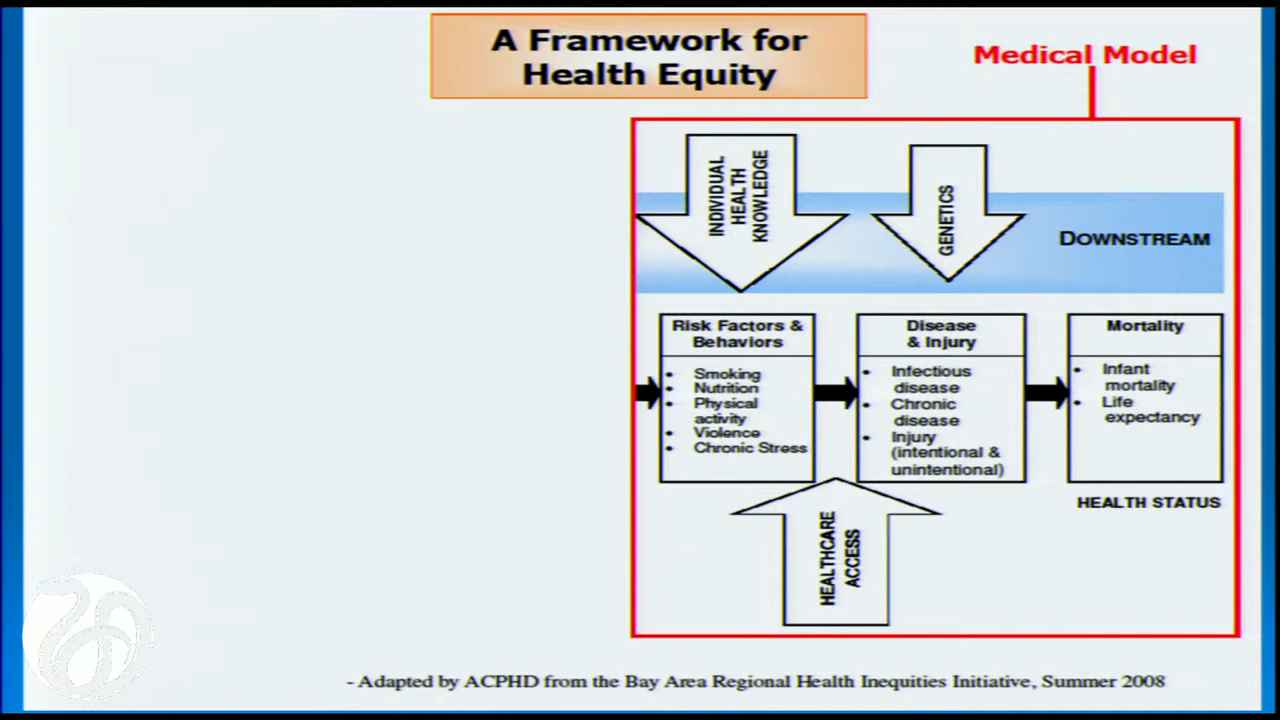 A Framework for
Health Equity
Medical Model
INDIVIDUAL
HEALTH
KNOWLEDGE
GENETICS
DOWNSTREAM
Risk Factors &
Behaviors
• Smoking
• Nutrition
• Physical
activity
• Violence
• Chronic Stress
Disease
& Injury
• Infectious
disease
• Chronic
disease
• Injury
(intentional &
unintentional)
Mortality
• Infant
mortality
• Life
expectancy
HEALTH STATUS
HEALTHCARE
ACCESS
- Adapted by ACPHD from the Bay Area Regional Health Inequities Initiative, Summer 2008